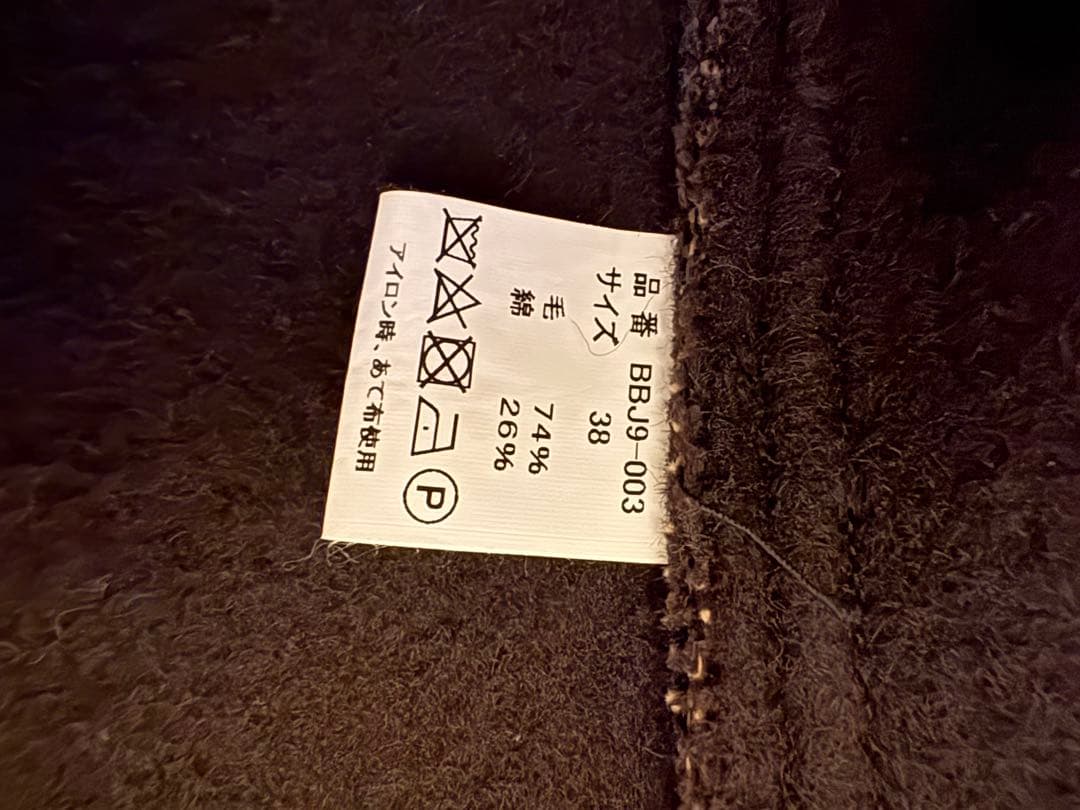 品番 BBJ9-003
サイズ 38
毛 74%
綿 26%
P
アイロン時、あて布使用